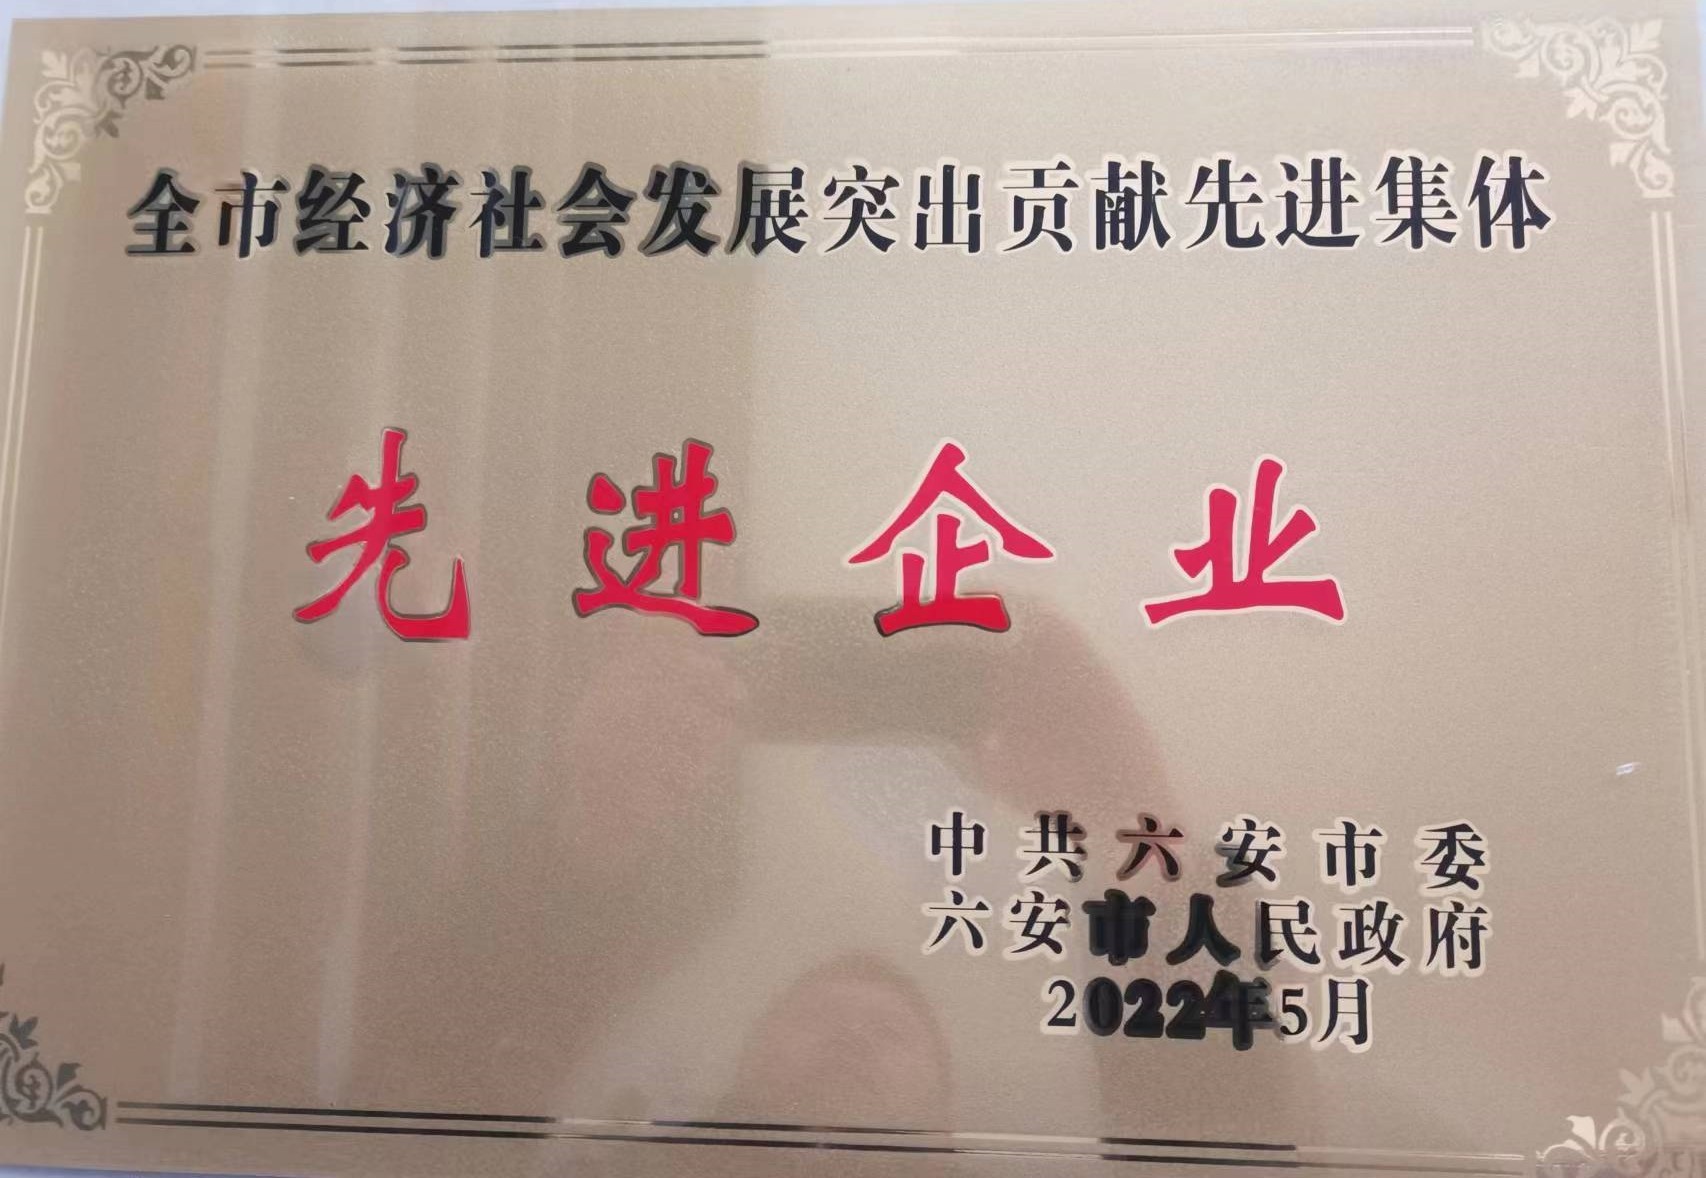 全市经济社会发展突出贡献先进集体
先进企业
中共六安市委
六安市人民政府
2022年5月